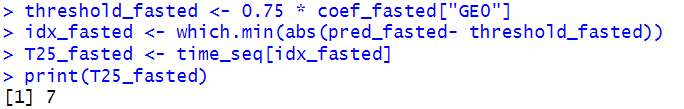 > threshold_fasted <- 0.75 * coef_fasted["GE0"]
> idx_fasted <- which.min(abs(pred_fasted- threshold_fasted))
> T25_fasted <- time_seq[idx_fasted]
> print(T25_fasted)
[1] 7